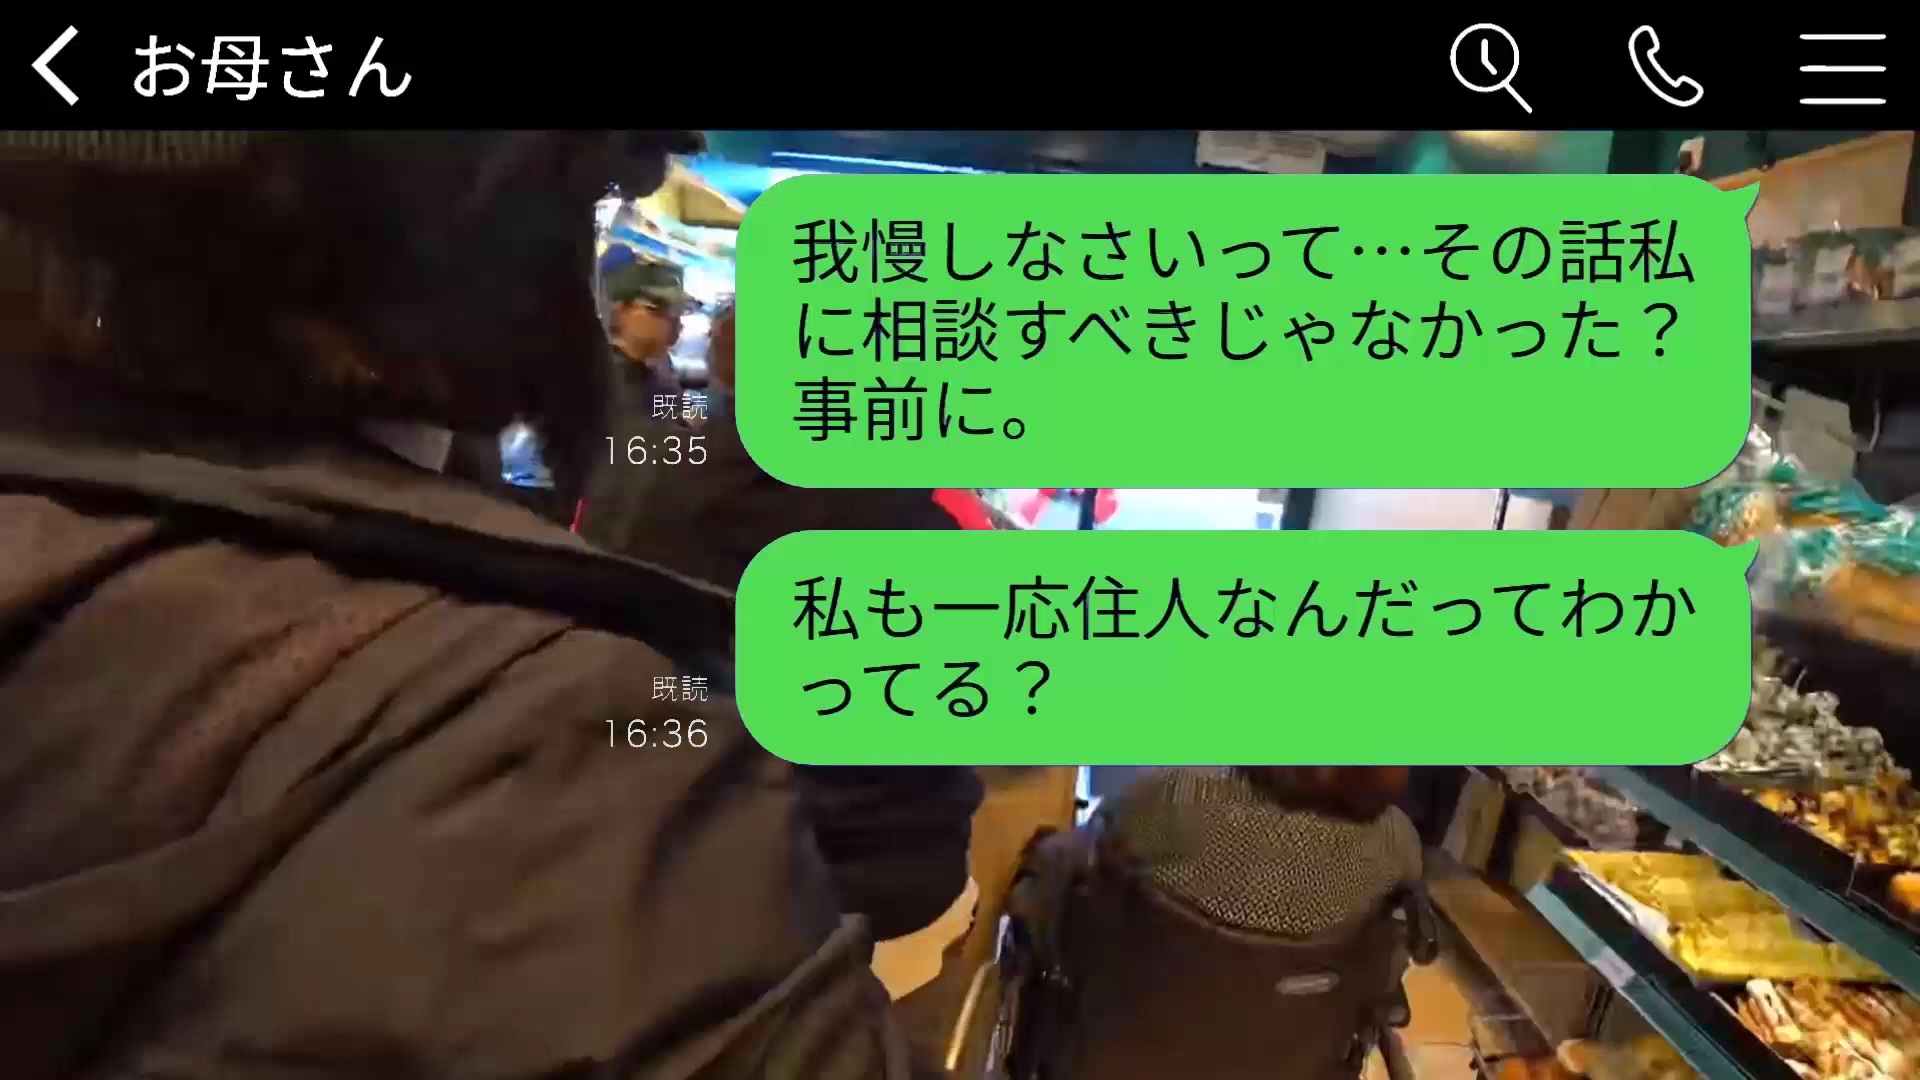 お母さん
我慢しなさいって…その話私
に相談すべきじゃなかった？
事前に。
既読
16:35
私も一応住人なんだってわか
ってる？
既読
16:36